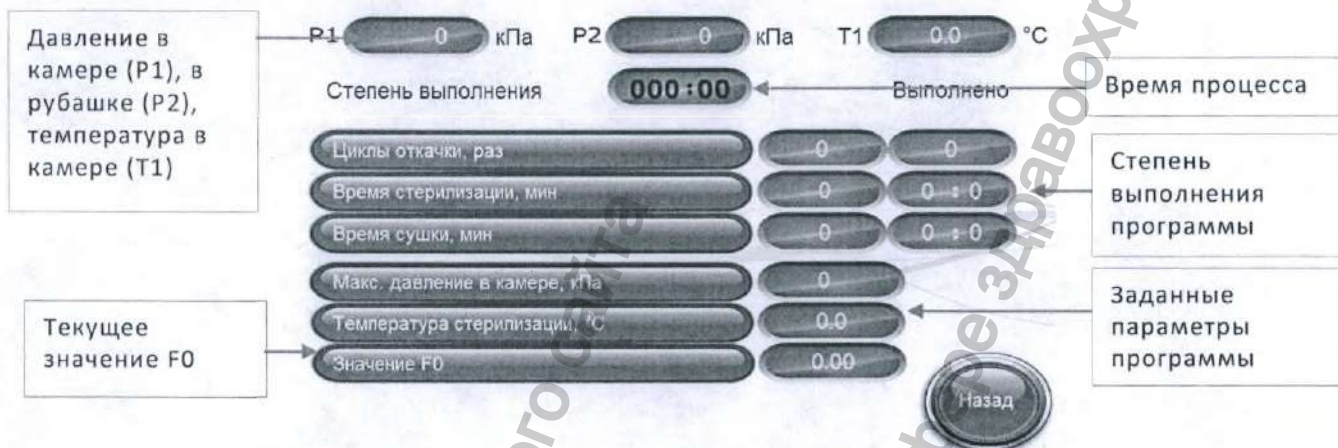 Давление в
камере (P1), в
рубашке (P2),
температура в
камере (T1)
P1 0 кПа P2 0 кПа T1 0.0 °C
Степень выполнения 000:00 Выполнено
Время процесса
Циклы откачки, раз 0 0
Время стерилизации, мин 0 0 : 0
Время сушки, мин 0 0 : 0
Степень
выполнения
программы
Макс. давление в камере, кПа 0
Температура стерилизации, °C 0.0
Значение F0 0.00
Заданные
параметры
программы
Текущее
значение F0
Назад